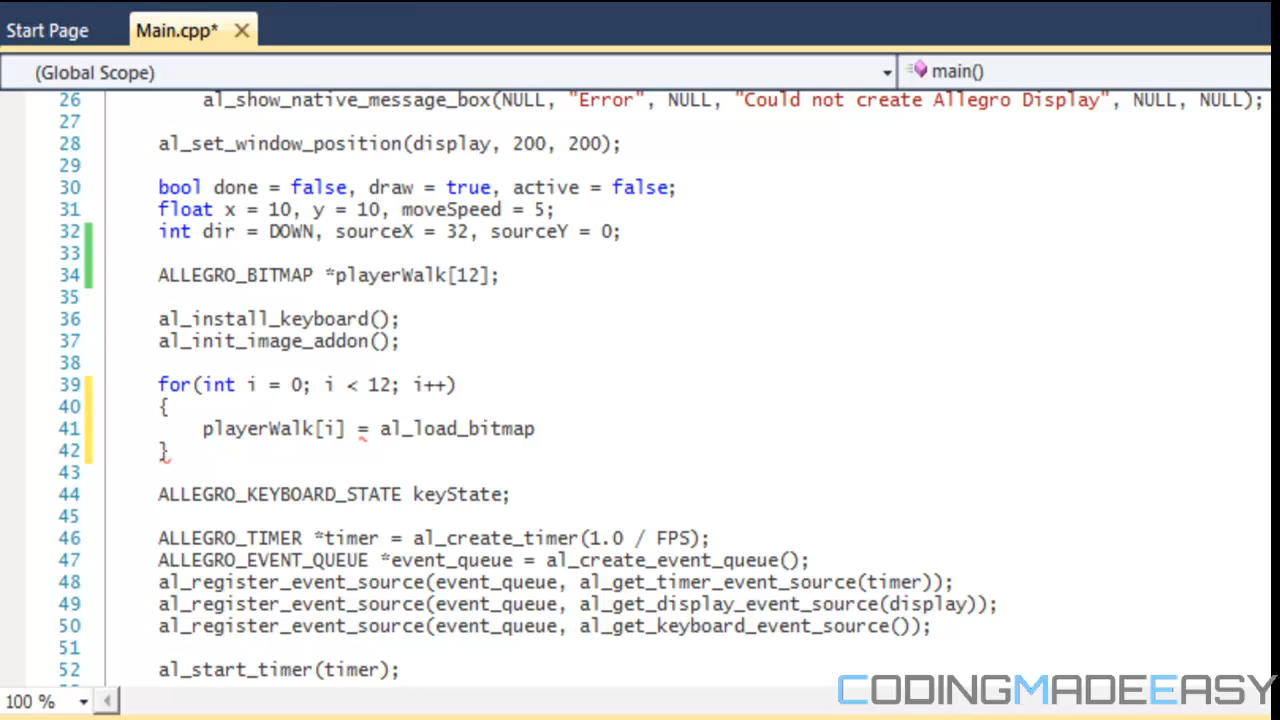 Start Page Main.cpp* X
(Global Scope) main()
26 al_show_native_message_box(NULL, "Error", NULL, "Could not create Allegro Display", NULL, NULL);
27
28 al_set_window_position(display, 200, 200);
29
30 bool done = false, draw = true, active = false;
31 float x = 10, y = 10, moveSpeed = 5;
32 int dir = DOWN, sourceX = 32, sourceY = 0;
33
34 ALLEGRO_BITMAP *playerWalk[12];
35
36 al_install_keyboard();
37 al_init_image_addon();
38
39 for(int i = 0; i < 12; i++)
40 {
41 playerWalk[i] = al_load_bitmap
42 }
43
44 ALLEGRO_KEYBOARD_STATE keyState;
45
46 ALLEGRO_TIMER *timer = al_create_timer(1.0 / FPS);
47 ALLEGRO_EVENT_QUEUE *event_queue = al_create_event_queue();
48 al_register_event_source(event_queue, al_get_timer_event_source(timer));
49 al_register_event_source(event_queue, al_get_display_event_source(display));
50 al_register_event_source(event_queue, al_get_keyboard_event_source());
51
52 al_start_timer(timer);
100 %
CODINGMADEEASY